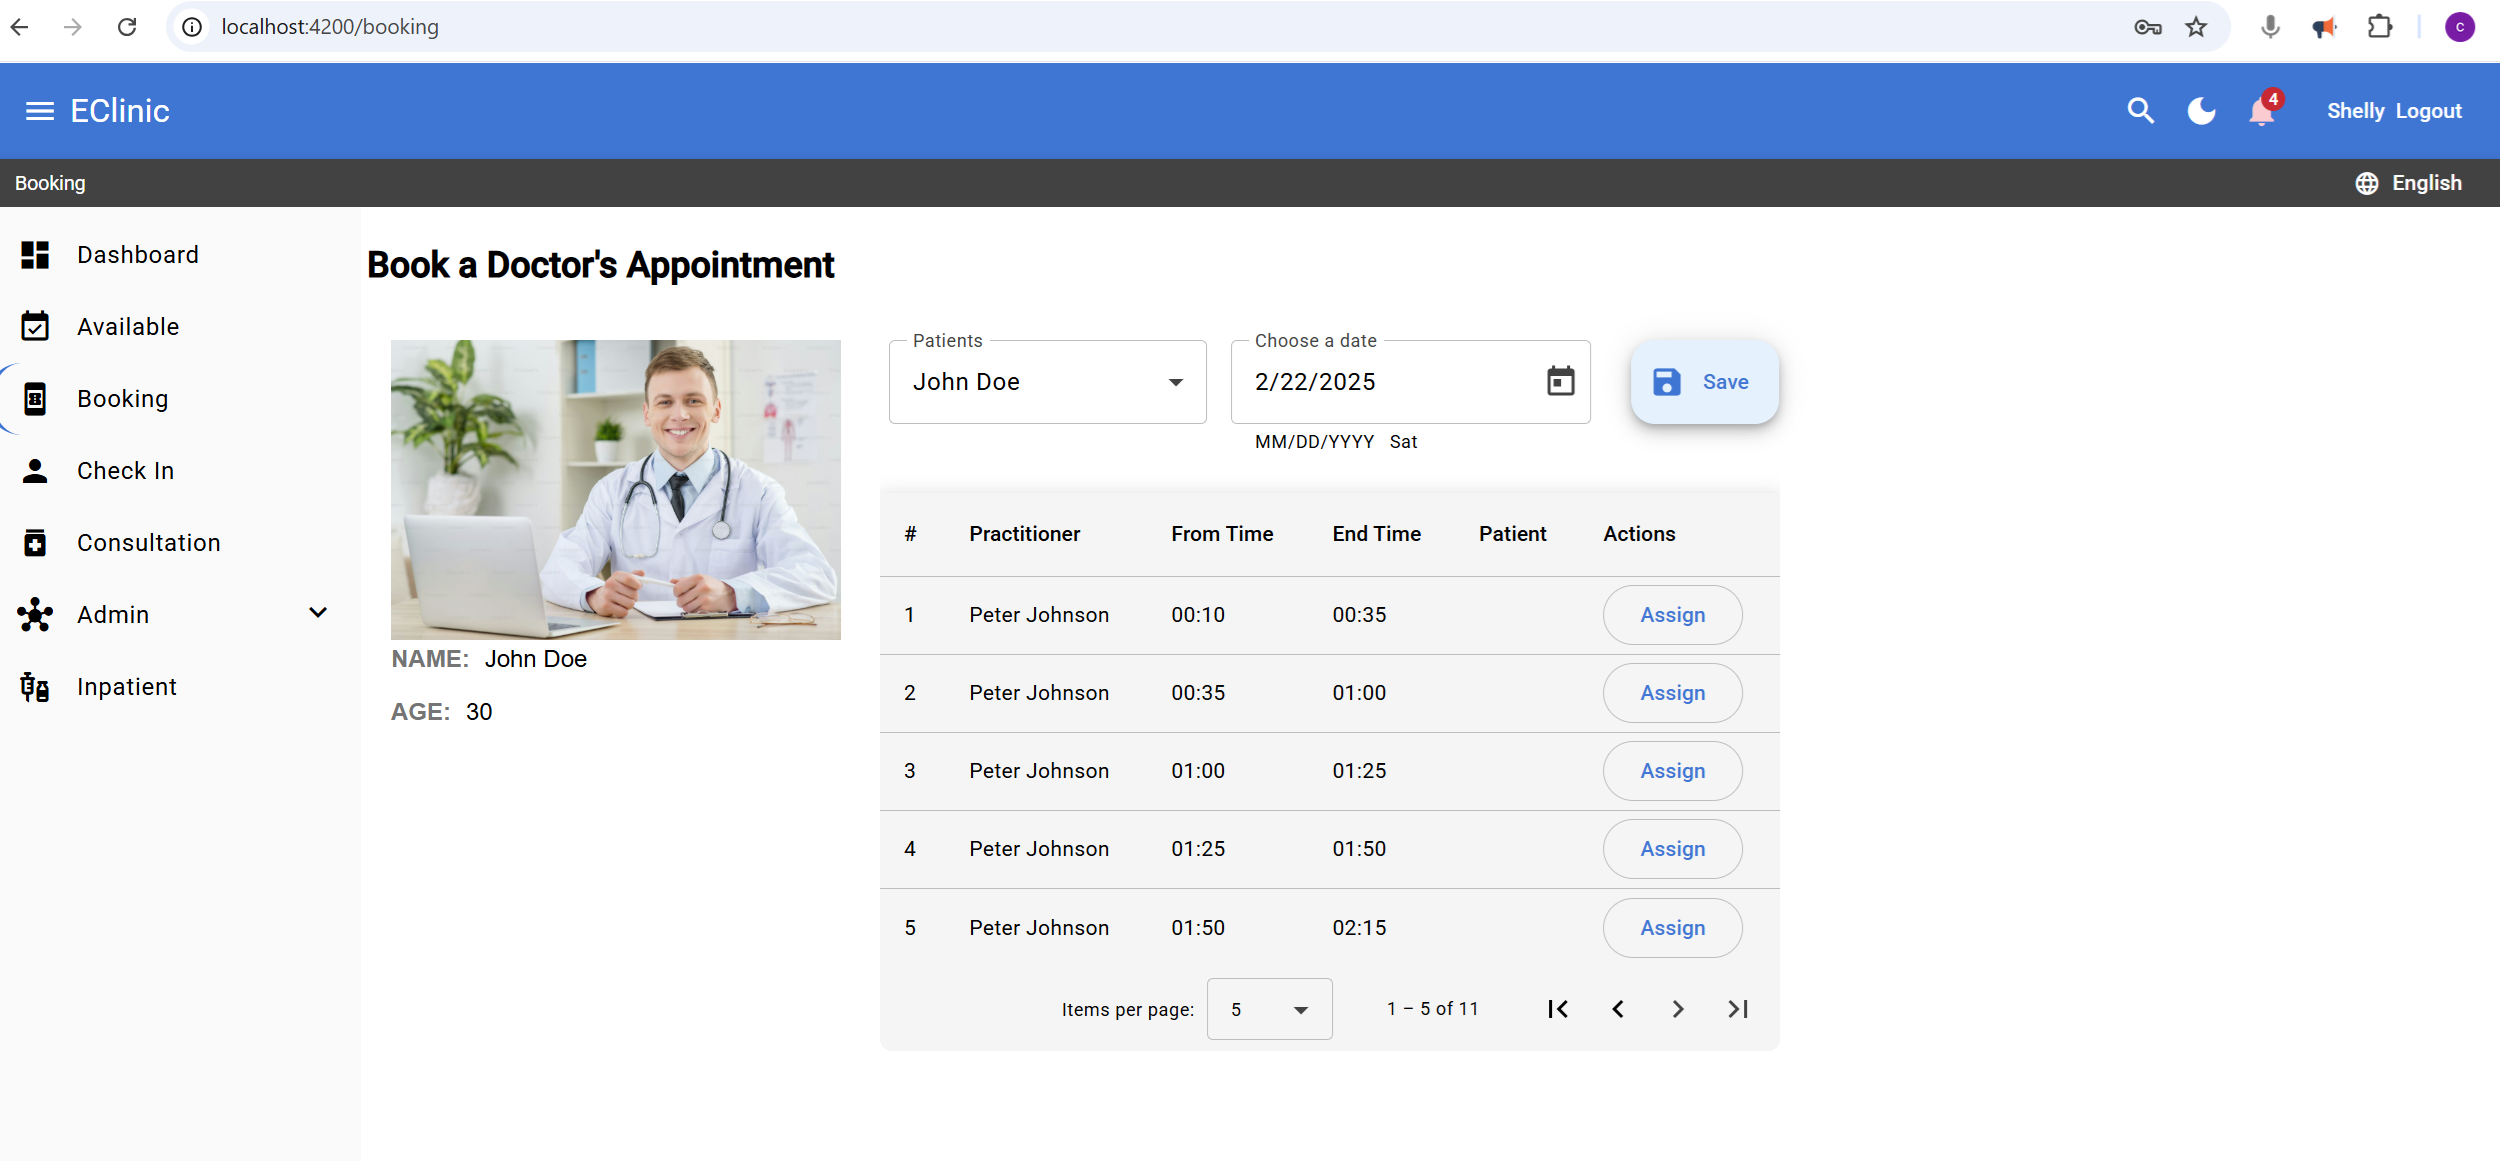 localhost:4200/booking
C
EClinic
4
Shelly Logout
Booking
English
Dashboard
Available
Booking
Check In
Consultation
Admin
Inpatient
Book a Doctor's Appointment
NAME: John Doe
AGE: 30
Patients
John Doe
Choose a date
2/22/2025
MM/DD/YYYY Sat
Save
# Practitioner From Time End Time Patient Actions
1 Peter Johnson 00:10 00:35 Assign
2 Peter Johnson 00:35 01:00 Assign
3 Peter Johnson 01:00 01:25 Assign
4 Peter Johnson 01:25 01:50 Assign
5 Peter Johnson 01:50 02:15 Assign
Items per page: 5 1 – 5 of 11